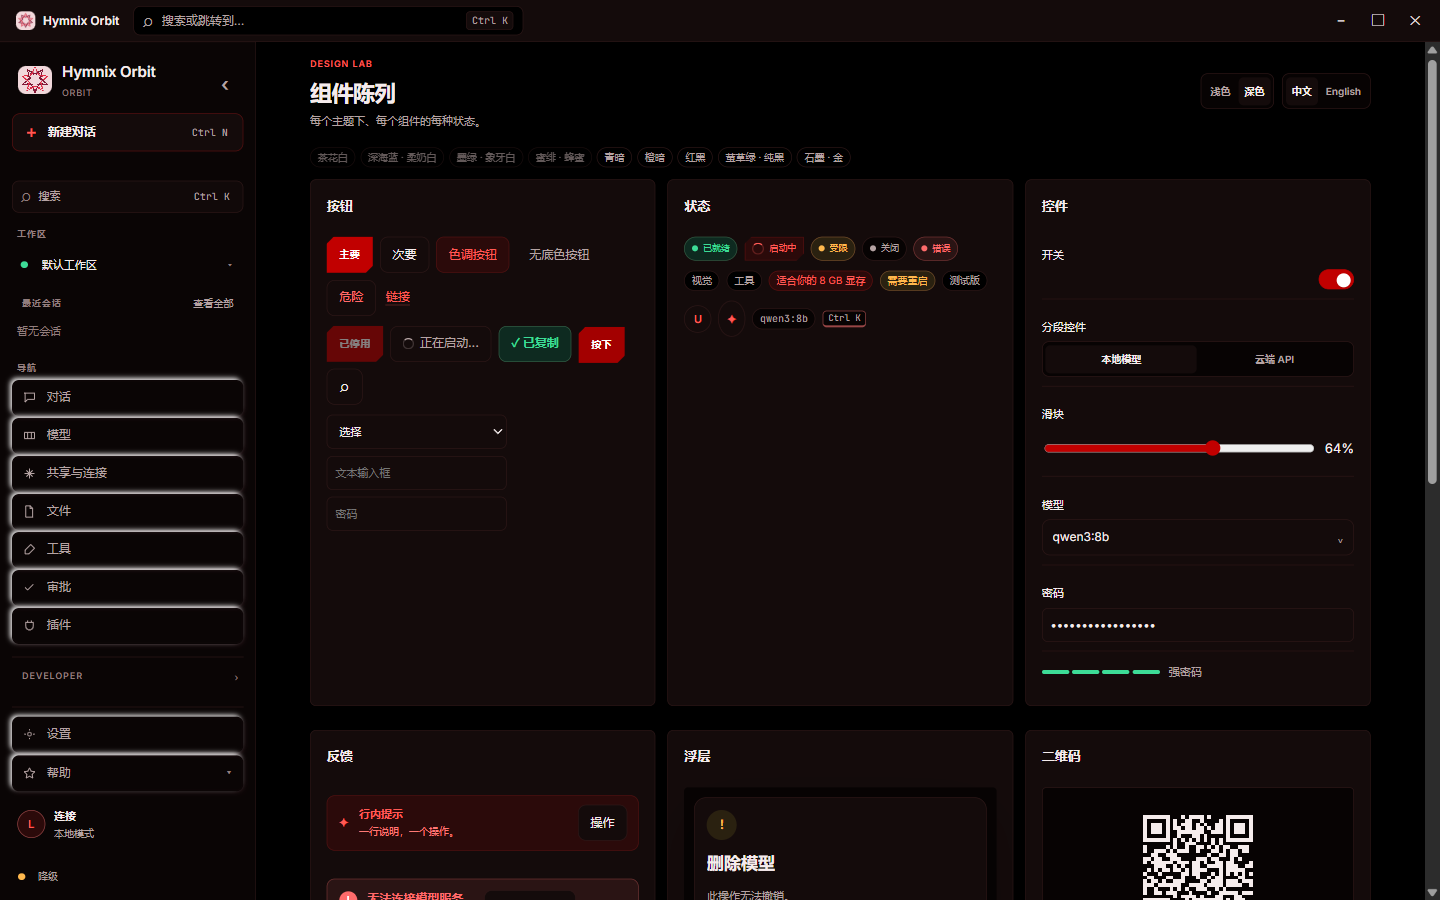 Hymnix Orbit
搜索或跳转到...
Ctrl K
Hymnix Orbit
ORBIT
新建对话
Ctrl N
搜索
Ctrl K
工作区
默认工作区
最近会话
查看全部
暂无会话
导航
对话
模型
共享与连接
文件
工具
审批
插件
DEVELOPER
设置
帮助
L
连接
本地模式
降级
DESIGN LAB
组件陈列
每个主题下、每个组件的每种状态。
浅色
深色
中文
English
茶花白
深海蓝 · 柔奶白
墨绿 · 象牙白
蜜绯 · 蜂蜜
青暗
橙暗
红黑
萤草绿 · 纯黑
石墨 · 金
按钮
主要
次要
色调按钮
无底色按钮
危险
链接
已停用
正在启动...
✓已复制
按下
选择
文本输入框
密码
状态
已就绪
启动中
受限
关闭
错误
视觉
工具
适合你的 8 GB 显存
需要重启
测试版
U
qwen3:8b
Ctrl K
控件
开关
分段控件
本地模型
云端 API
滑块
64%
模型
qwen3:8b
密码
•••••••••••••••••
强密码
反馈
行内提示
一行说明，一个操作。
操作
无法连接模型服务
浮层
!
删除模型
此操作无法撤销。
二维码